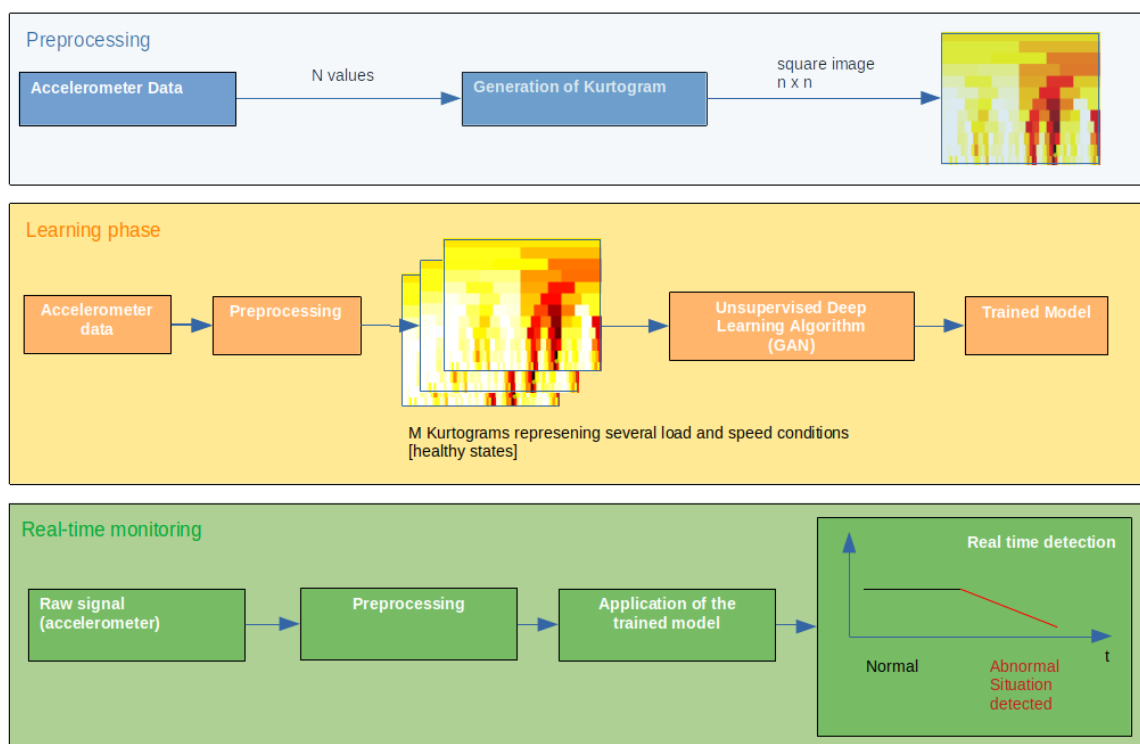 Preprocessing
Accelerometer Data
N values
Generation of Kurtogram
square image
n x n
Learning phase
Accelerometer
data
Preprocessing
Unsupervised Deep
Learning Algorithm
(GAN)
Trained Model
M Kurtograms represening several load and speed conditions
[healthy states]
Real-time monitoring
Raw signal
(accelerometer)
Preprocessing
Application of the
trained model
Real time detection
t
Normal
Abnormal
Situation
detected